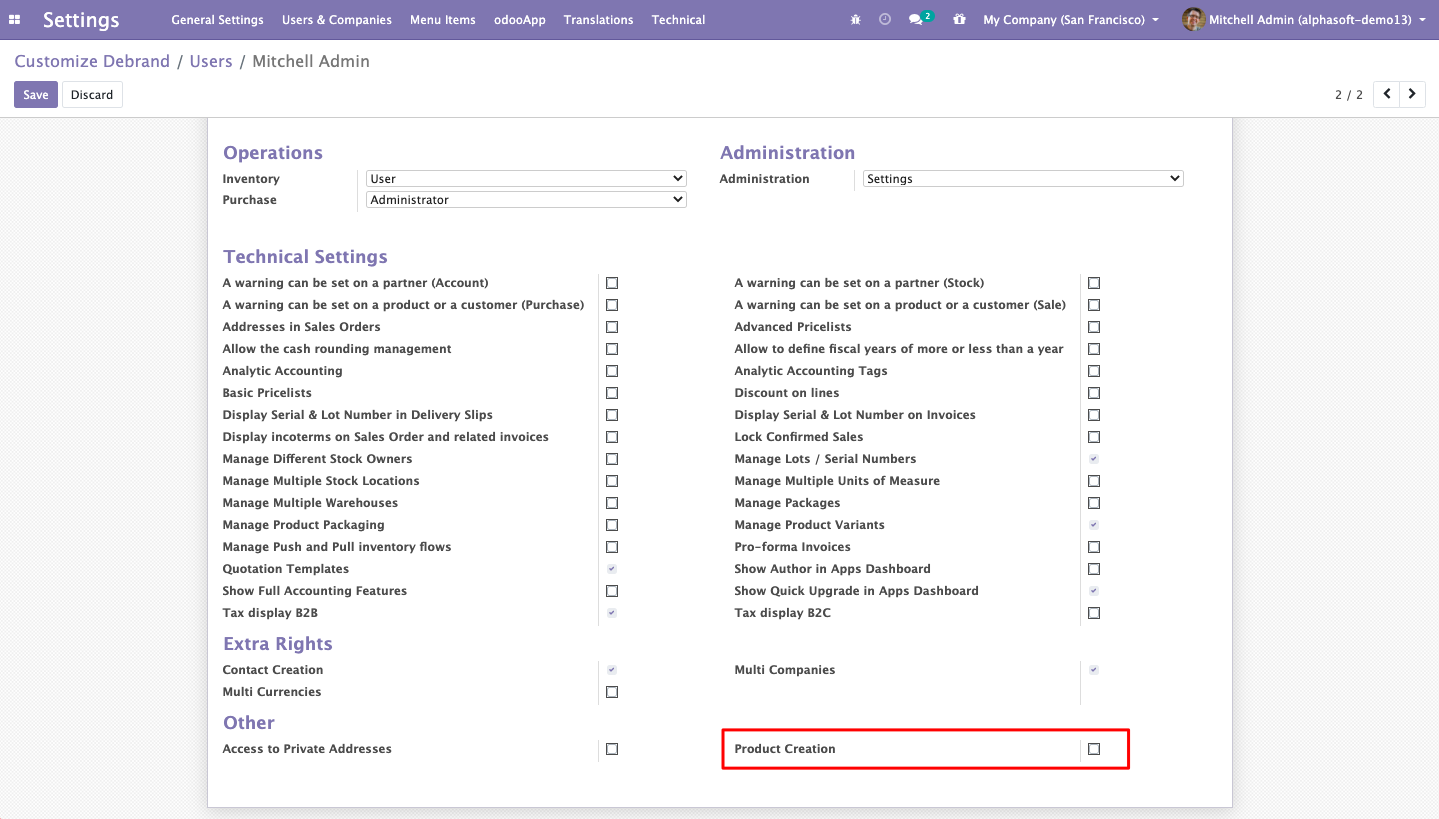 Settings General Settings Users & Companies Menu Items odooApp Translations Technical 2 My Company (San Francisco) Mitchell Admin (alphasoft-demo13)
Customize Debrand / Users / Mitchell Admin
Save Discard 2 / 2
Operations Administration
Inventory User Administration Settings
Purchase Administrator
Technical Settings
A warning can be set on a partner (Account) A warning can be set on a partner (Stock)
A warning can be set on a product or a customer (Purchase) A warning can be set on a product or a customer (Sale)
Addresses in Sales Orders Advanced Pricelists
Allow the cash rounding management Allow to define fiscal years of more or less than a year
Analytic Accounting Analytic Accounting Tags
Basic Pricelists Discount on lines
Display Serial & Lot Number in Delivery Slips Display Serial & Lot Number on Invoices
Display incoterms on Sales Order and related invoices Lock Confirmed Sales
Manage Different Stock Owners Manage Lots / Serial Numbers
Manage Multiple Stock Locations Manage Multiple Units of Measure
Manage Multiple Warehouses Manage Packages
Manage Product Packaging Manage Product Variants
Manage Push and Pull inventory flows Pro-forma Invoices
Quotation Templates Show Author in Apps Dashboard
Show Full Accounting Features Show Quick Upgrade in Apps Dashboard
Tax display B2B Tax display B2C
Extra Rights
Contact Creation Multi Companies
Multi Currencies
Other
Access to Private Addresses Product Creation